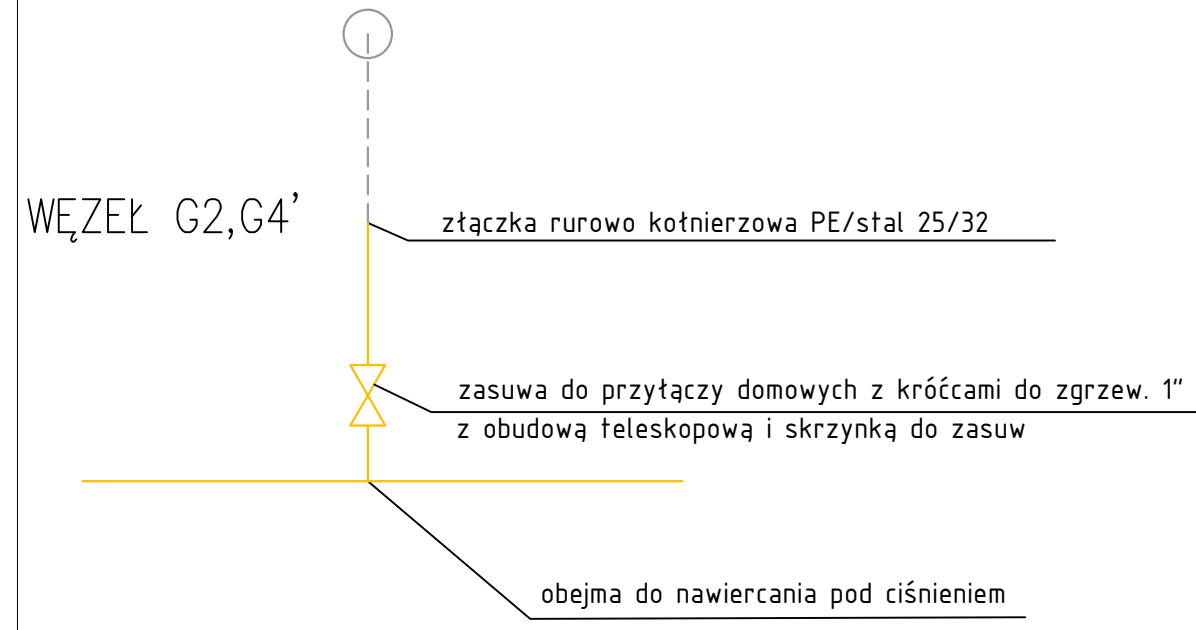 WĘZEŁ G2,G4'
złączka rurowo kołnierzowa PE/stal 25/32
zasuwa do przyłączy domowych z króćcami do zgrzew. 1"
z obudową teleskopową i skrzynką do zasuw
obejma do nawiercania pod ciśnieniem